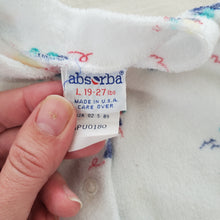 absorba®
L 19-27 lbs
MADE IN U.S.A.
CARE OVER
PU0180